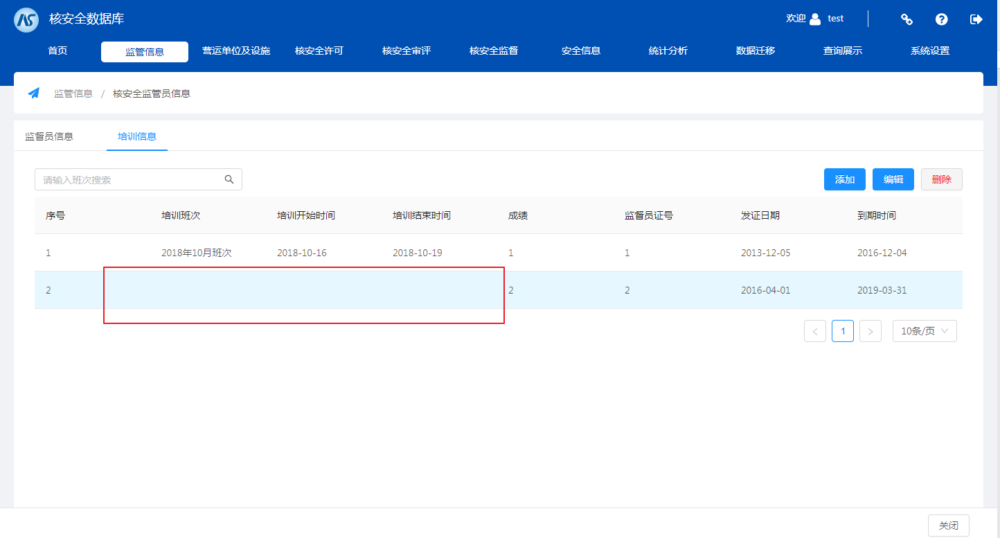 核安全数据库
欢迎 test
首页 监管信息 营运单位及设施 核安全许可 核安全审评 核安全监督 安全信息 统计分析 数据迁移 查询展示 系统设置
监管信息 / 核安全监管员信息
监督员信息 培训信息
请输入班次搜索 添加 编辑 删除
序号 培训班次 培训开始时间 培训结束时间 成绩 监督员证号 发证日期 到期时间
1 2018年10月班次 2018-10-16 2018-10-19 1 1 2013-12-05 2016-12-04
2 2 2 2016-04-01 2019-03-31
< 1 > 10条/页
关闭